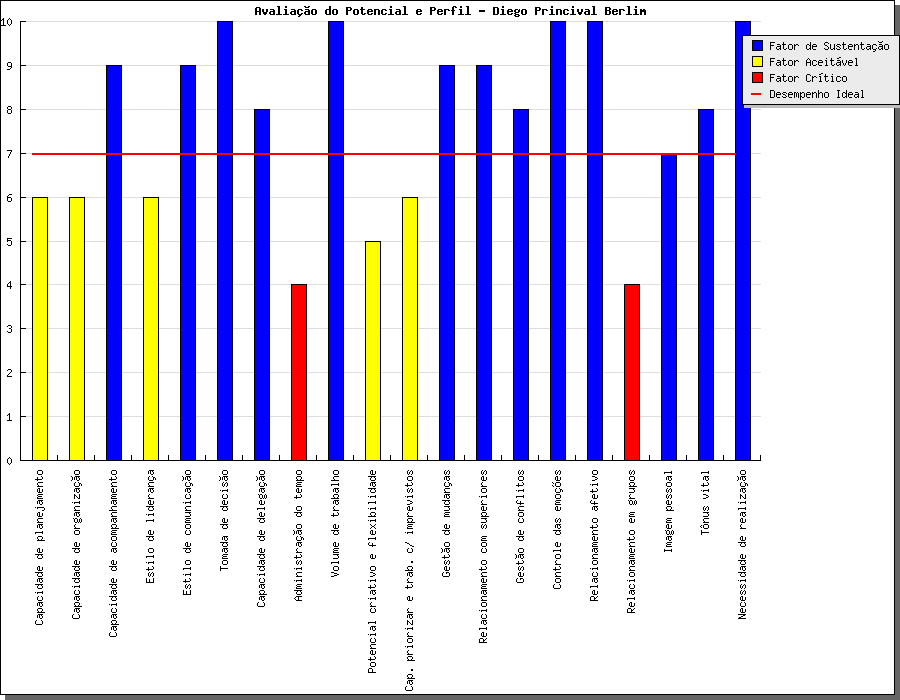 Avaliação do Potencial e Perfil - Diego Princival Berlim
Fator de Sustentação
Fator Aceitável
Fator Crítico
Desempenho Ideal
10
9
8
7
6
5
4
3
2
1
0
Capacidade de planejamento
Capacidade de organização
Capacidade de acompanhamento
Estilo de liderança
Estilo de comunicação
Tomada de decisão
Capacidade de delegação
Administração do tempo
Volume de trabalho
Potencial criativo e flexibilidade
Cap. priorizar e trab. c/ imprevistos
Gestão de mudanças
Relacionamento com superiores
Gestão de conflitos
Controle das emoções
Relacionamento afetivo
Relacionamento em grupos
Imagem pessoal
Tônus vital
Necessidade de realização